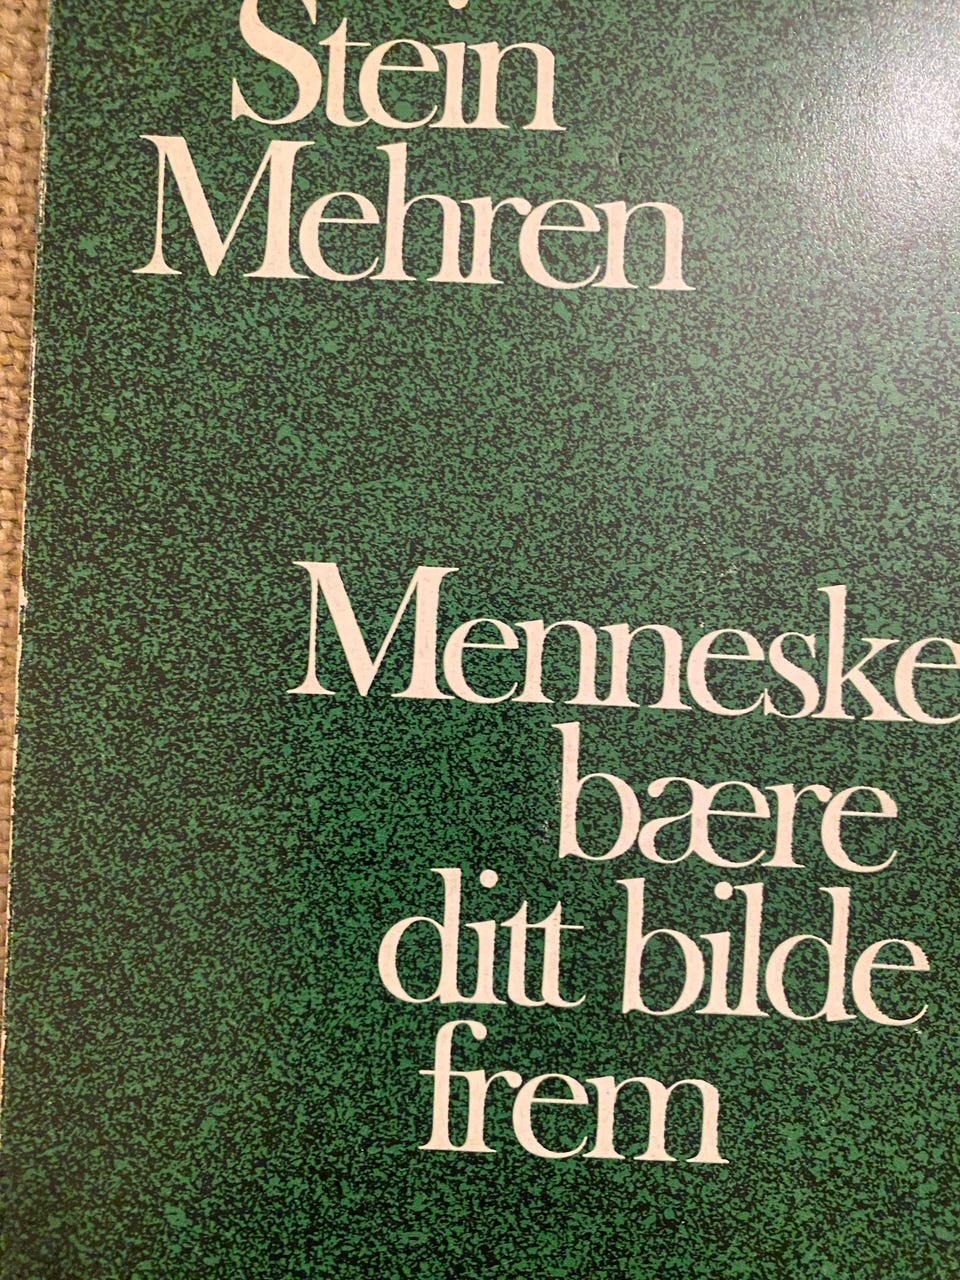 Stein
Mehren
Menneske
bære
ditt bilde
frem